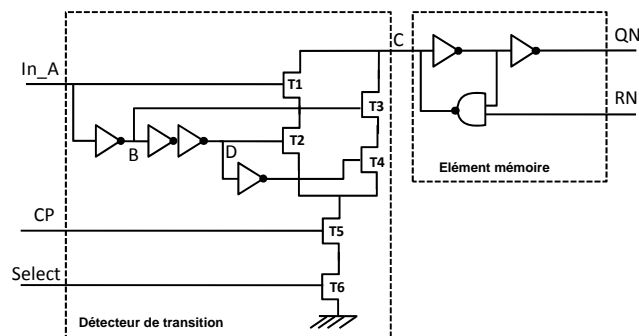 C
QN
In_A
T1
T3
RN
B
D
T2
T4
Elément mémoire
CP
T5
Select
T6
Détecteur de transition